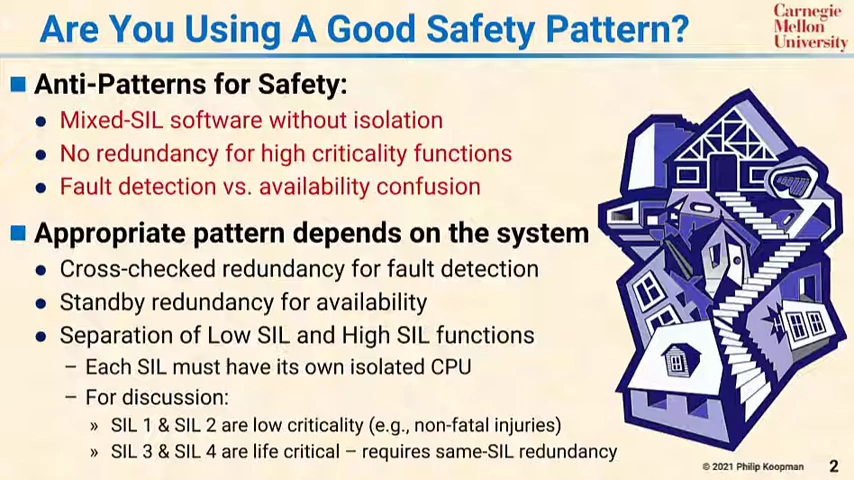 Are You Using A Good Safety Pattern?
Carnegie
Mellon
University
■ Anti-Patterns for Safety:
● Mixed-SIL software without isolation
● No redundancy for high criticality functions
● Fault detection vs. availability confusion
■ Appropriate pattern depends on the system
● Cross-checked redundancy for fault detection
● Standby redundancy for availability
● Separation of Low SIL and High SIL functions
– Each SIL must have its own isolated CPU
– For discussion:
» SIL 1 & SIL 2 are low criticality (e.g., non-fatal injuries)
» SIL 3 & SIL 4 are life critical – requires same-SIL redundancy
© 2021 Philip Koopman 2